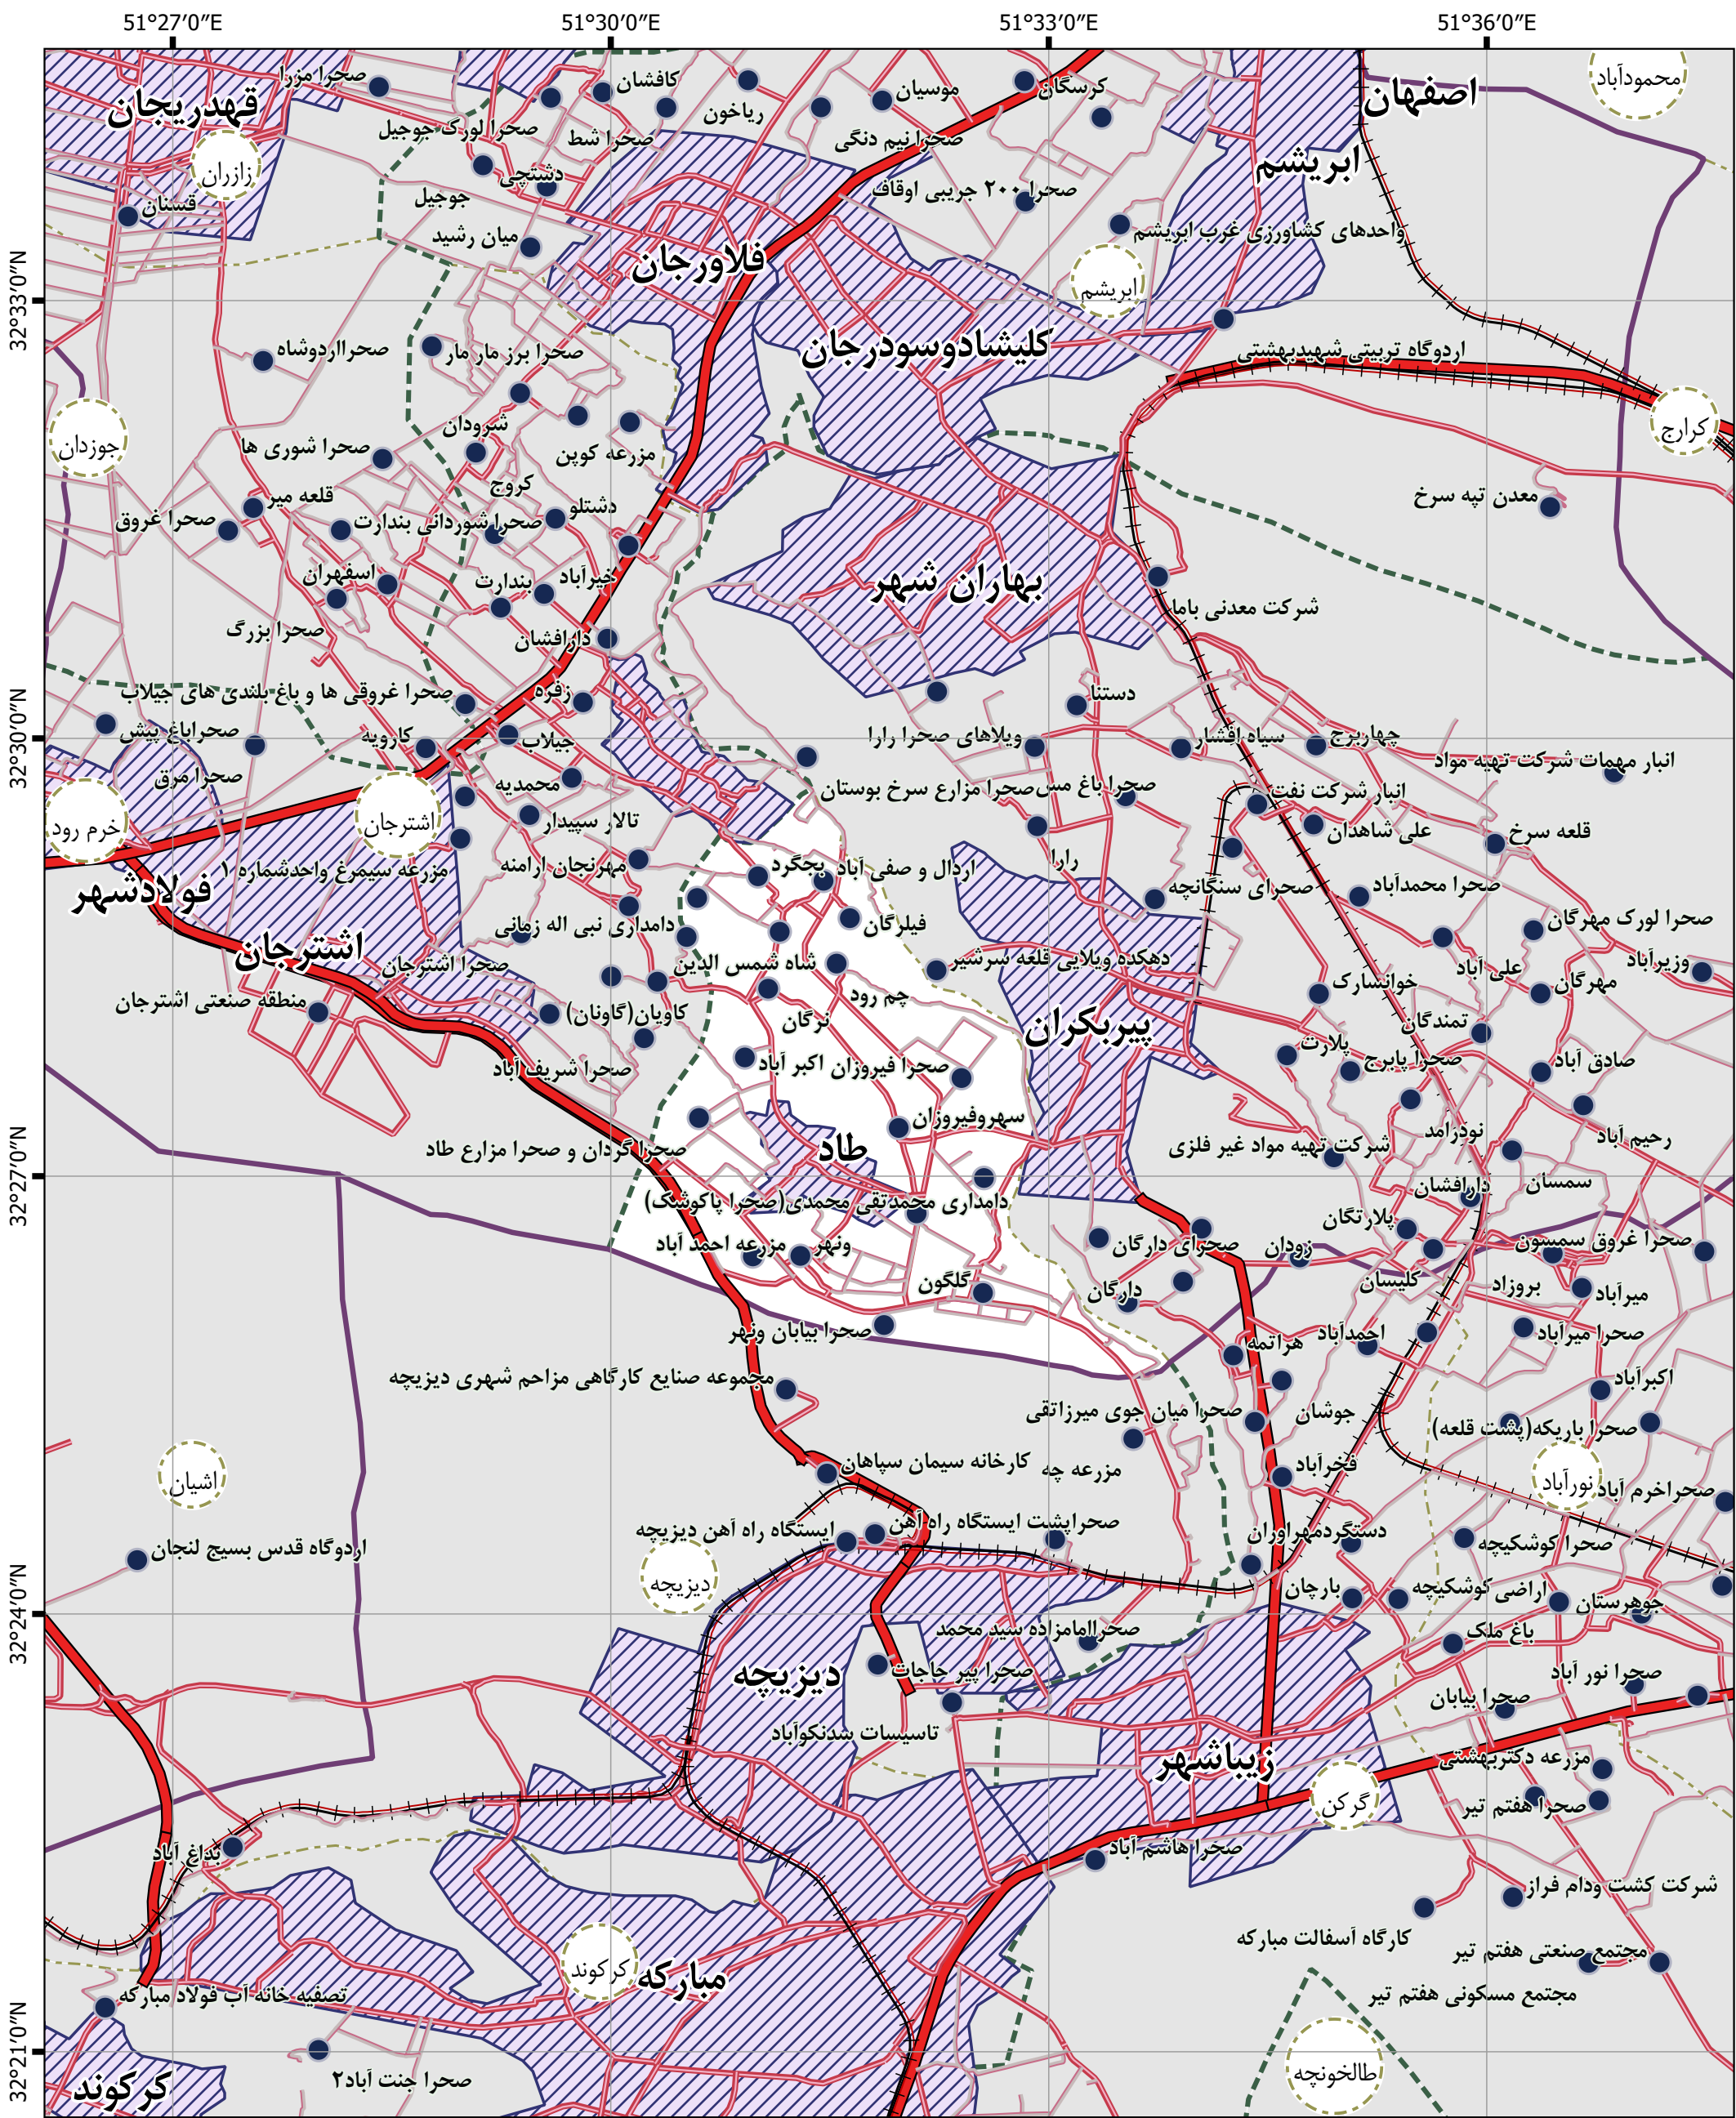 51°27′0″E
51°30′0″E
51°33′0″E
51°36′0″E
32°33′0″N
32°30′0″N
32°27′0″N
32°24′0″N
32°21′0″N
محمودآباد
کرسگان
اصفهان
موسیان
کافشان
صحرا مزرا
ریاخون
قهدریجان
صحرا نیم دنگی
صحرا شط
صحرا لورک جوجیل
ابریشم
زازران
دشتچی
صحرا ۲۰۰ جریبی اوقاف
جوجیل
قسنان
واحدهای کشاورزی غرب ابریشم
میان رشید
فلاورجان
ابریشم
کلیشادوسودرجان
صحرااردوشاه
صحرا برز مار مار
اردوگاه تربیتی شهیدبهشتی
کرارج
جوزدان
شرودان
صحرا شوری ها
مزرعه کوپن
کروج
قلعه میر
معدن تپه سرخ
دشتلو
صحرا غروق
صحرا شوردانی بندارت
اسفهران
بندارت
خیرآباد
بهاران شهر
شرکت معدنی باما
صحرا بزرگ
دارافشان
صحرا غروقی ها و باغ بلندی های جیلاب
زفره
دستنا
صحراباغ پیش
کارویه
جیلاب
ویلاهای صحرا رارا
سیاه افشار
چهاربرج
صحرا مرق
انبار مهمات شرکت تهیه مواد
محمدیه
صحرا مزارع سرخ بوستان
صحرا باغ مس
انبار شرکت نفت
خرم رود
اشترجان
تالار سپیدار
علی شاهدان
قلعه سرخ
رارا
مزرعه سیمرغ واحدشماره ۱
مهرنجان ارامنه
بجگرد
اردال و صفی آباد
صحرای سنگانچه
صحرا محمدآباد
فولادشهر
دامداری نبی اله زمانی
فیلرگان
صحرا لورک مهرگان
اشترجان
صحرا اشترجان
شاه شمس الدین
دهکده ویلایی قلعه سرشیر
علی آباد
وزیرآباد
منطقه صنعتی اشترجان
کاویان(گاونان)
چم رود
خوانسارک
مهرگان
نرگان
پیربکران
تمندگان
صحرا شریف آباد
اکبر آباد
صحرا فیروزان
پلارت
صحرا پابرج
صادق آباد
سهروفیروزان
نودرآمد
رحیم آباد
صحرا گردان و صحرا مزارع طاد
طاد
شرکت تهیه مواد غیر فلزی
دامداری محمدتقی محمدی(صحرا پاکوشک)
دارافشان
سمسان
پلارتگان
مزرعه احمد آباد
ونهر
صحرای دارگان
زودان
صحرا غروق سمسون
گلگون
دارگان
کلیسان
بروزاد
میرآباد
صحرا بیابان ونهر
هراتمه
احمدآباد
صحرا میرآباد
مجموعه صنایع کارگاهی مزاحم شهری دیزیچه
اکبرآباد
صحرا میان جوی میرزاتقی
جوشان
صحرا باریکه(پشت قلعه)
اشیان
کارخانه سیمان سپاهان
مزرعه چه
فخرآباد
نورآباد
صحراخرم آباد
ایستگاه راه آهن دیزیچه
صحراپشت ایستگاه راه آهن
دستگردمهراوران
صحرا کوشکیچه
اردوگاه قدس بسیج لنجان
دیزیچه
بارچان
اراضی کوشکیچه
جوهرستان
صحراامامزاده سید محمد
باغ ملک
دیزیچه
صحرا پیر حاجات
صحرا نور آباد
صحرا بیابان
تاسیسات سدنکوآباد
زیباشهر
مزرعه دکتربهشتی
گرکن
صحرا هفتم تیر
بداغ آباد
صحرا هاشم آباد
شرکت کشت ودام فراز
کارگاه آسفالت مبارکه
مجتمع صنعتی هفتم تیر
کرکوند
مبارکه
تصفیه خانه آب فولاد مبارکه
مجتمع مسکونی هفتم تیر
طالخونچه
صحرا جنت آباد۲
کرکوند